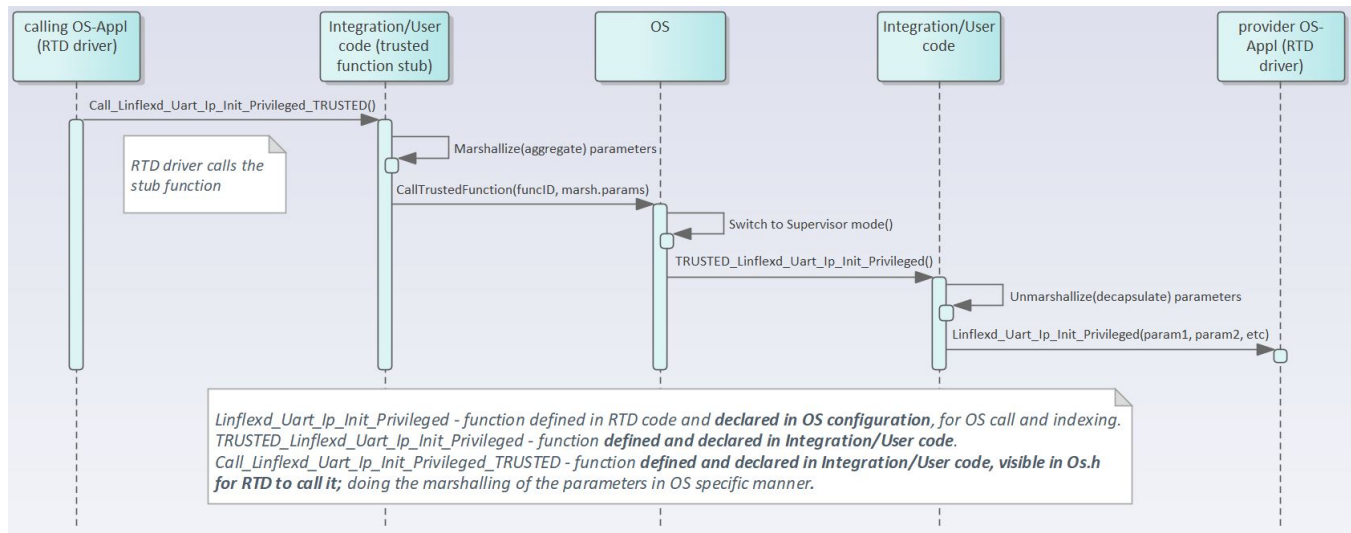 calling OS-Appl
(RTD driver)
Integration/User
code (trusted
function stub)
OS
Integration/User
code
provider OS-
Appl (RTD
driver)
Call_Linflexd_Uart_Ip_Init_Privileged_TRUSTED()
RTD driver calls the
stub function
Marshallize(aggregate) parameters
CallTrustedFunction(funcID, marsh.params)
Switch to Supervisor mode()
TRUSTED_Linflexd_Uart_Ip_Init_Privileged()
Unmarshallize(decapsulate) parameters
Linflexd_Uart_Ip_Init_Privileged(param1, param2, etc)
Linflexd_Uart_Ip_Init_Privileged - function defined in RTD code and declared in OS configuration, for OS call and indexing.
TRUSTED_Linflexd_Uart_Ip_Init_Privileged - function defined and declared in Integration/User code.
Call_Linflexd_Uart_Ip_Init_Privileged_TRUSTED - function defined and declared in Integration/User code, visible in Os.h
for RTD to call it; doing the marshalling of the parameters in OS specific manner.